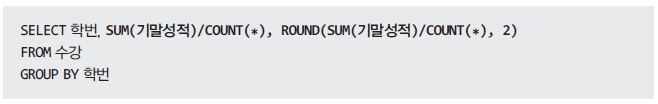 SELECT 학번, SUM(기말성적)/COUNT(*), ROUND(SUM(기말성적)/COUNT(*), 2)
FROM 수강
GROUP BY 학번